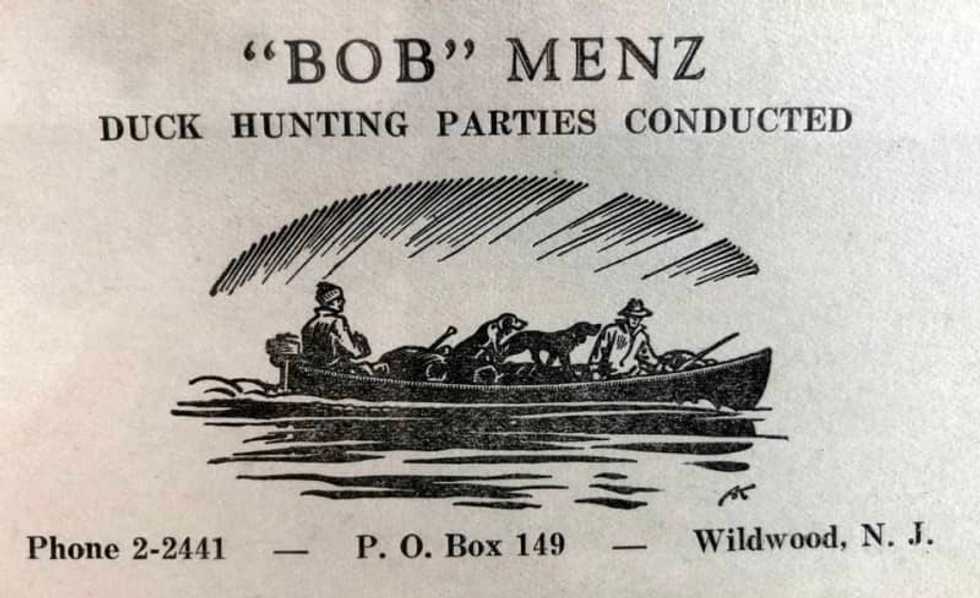 “BOB” MENZ
DUCK HUNTING PARTIES CONDUCTED
Phone 2-2441 — P. O. Box 149 — Wildwood, N. J.